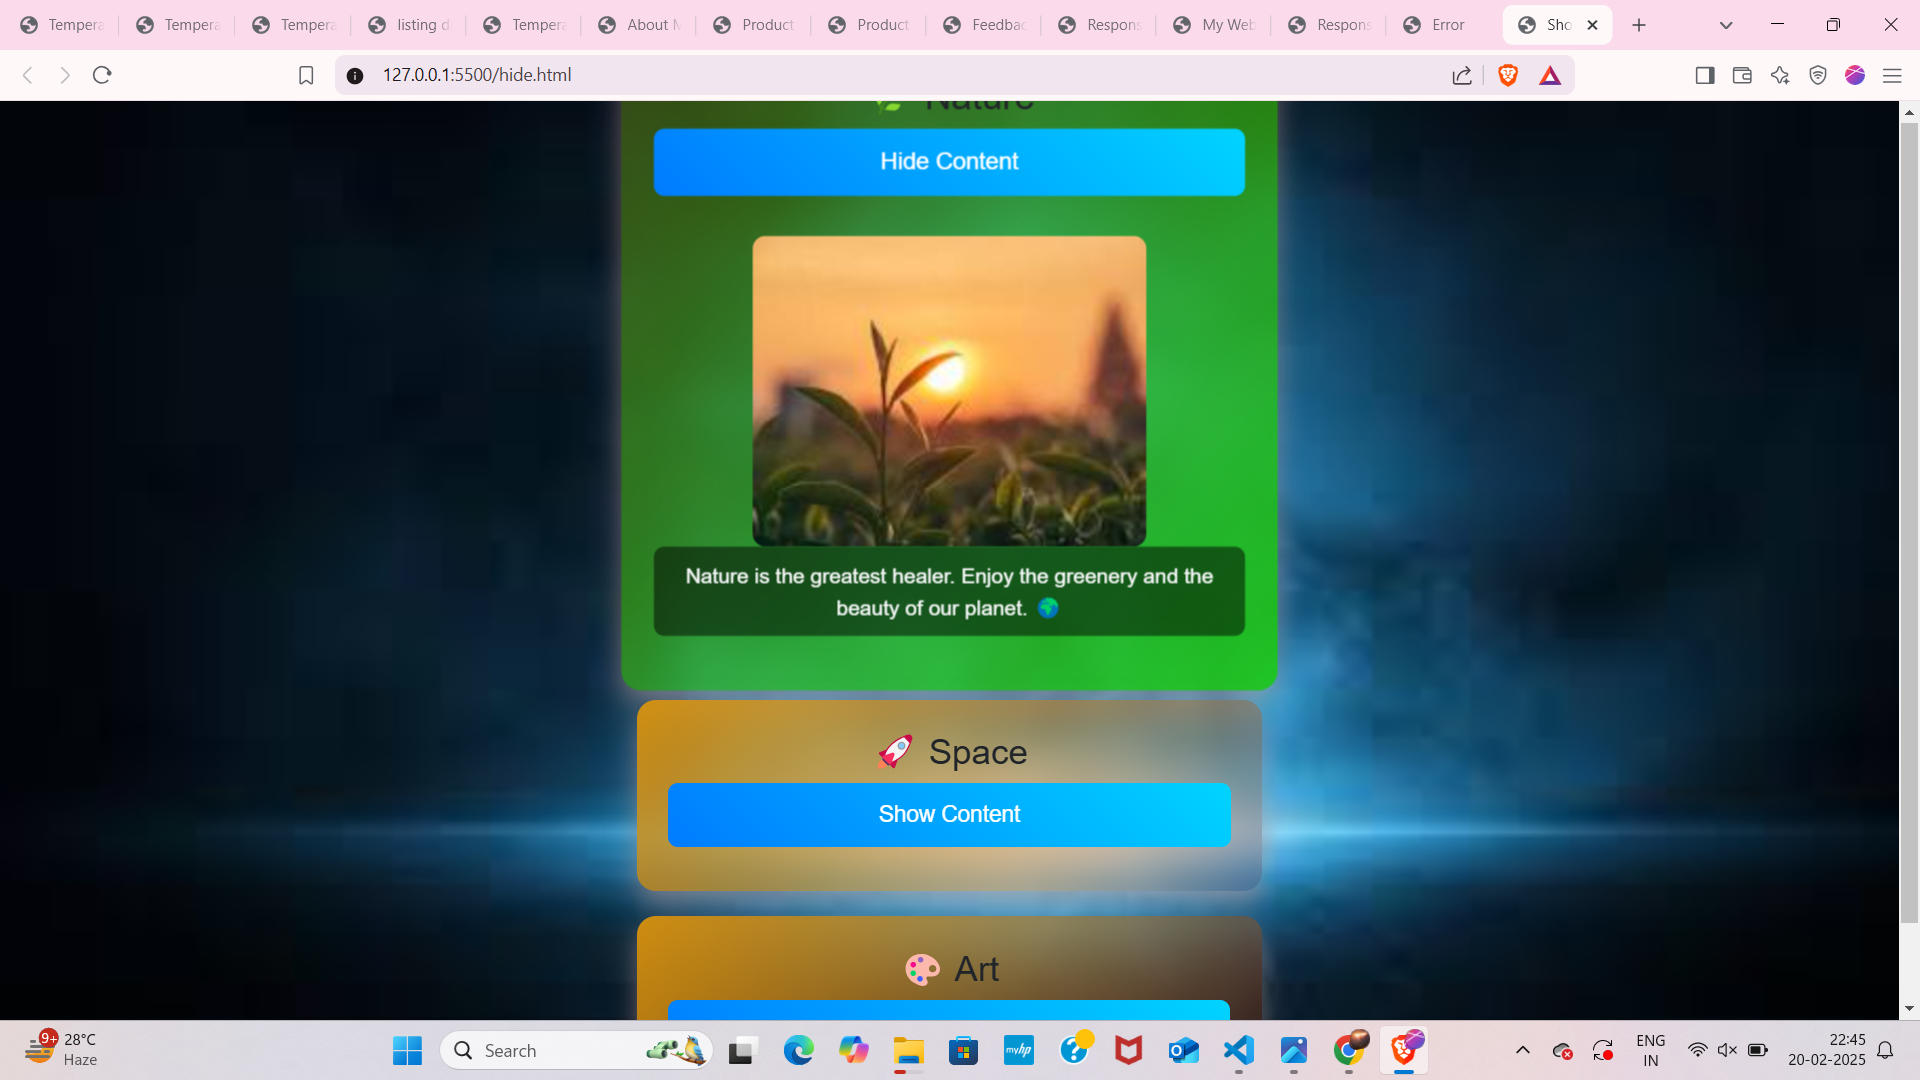 Tempera
Tempera
Tempera
listing d
Tempera
About M
Product
Product
Feedbac
Respons
My Web
Respons
Error
Sho
127.0.0.1:5500/hide.html
Nature
Hide Content
Nature is the greatest healer. Enjoy the greenery and the
beauty of our planet.
Space
Show Content
Art
9+
28°C
Haze
Search
myhp
ENG
IN
22:45
20-02-2025